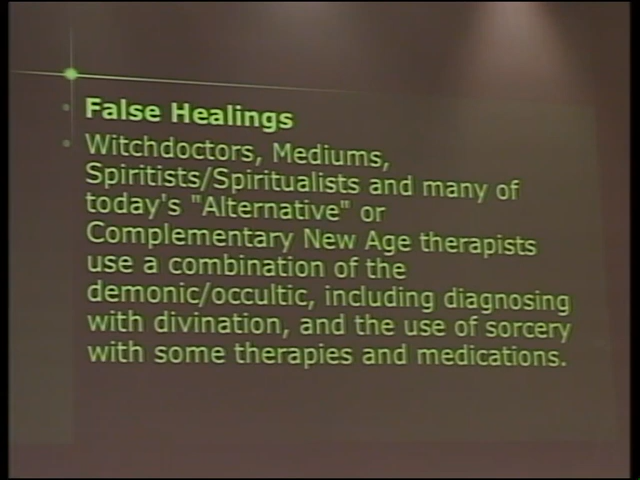 False Healings
Witchdoctors, Mediums,
Spiritists/Spiritualists and many of
today's "Alternative" or
Complementary New Age therapists
use a combination of the
demonic/occultic, including diagnosing
with divination, and the use of sorcery
with some therapies and medications.